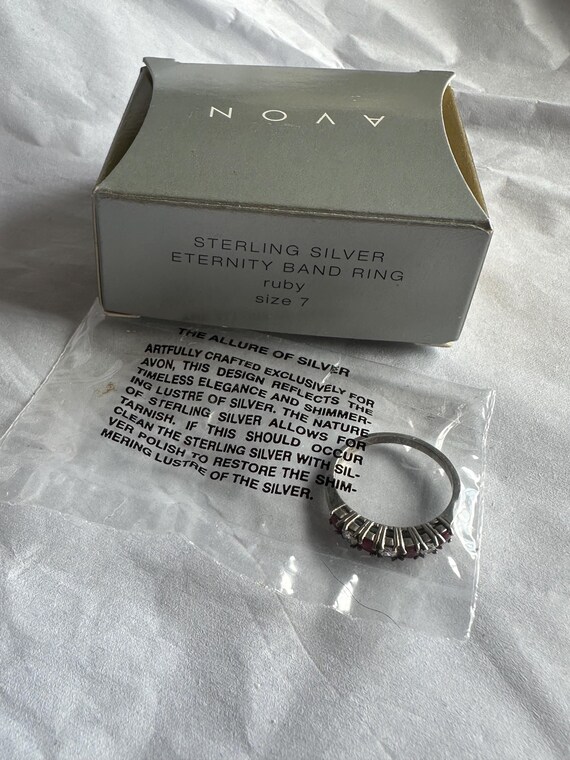 AVON
STERLING SILVER
ETERNITY BAND RING
ruby
size 7
THE ALLURE OF SILVER
ARTFULLY CRAFTED EXCLUSIVELY FOR
AVON, THIS DESIGN REFLECTS THE
TIMELESS ELEGANCE AND SHIMMER-
ING LUSTRE OF SILVER. THE NATURE
OF STERLING SILVER ALLOWS FOR
TARNISH. IF THIS SHOULD OCCUR
CLEAN THE STERLING SILVER WITH SIL-
VER POLISH TO RESTORE THE SHIM-
MERING LUSTRE OF THE SILVER.